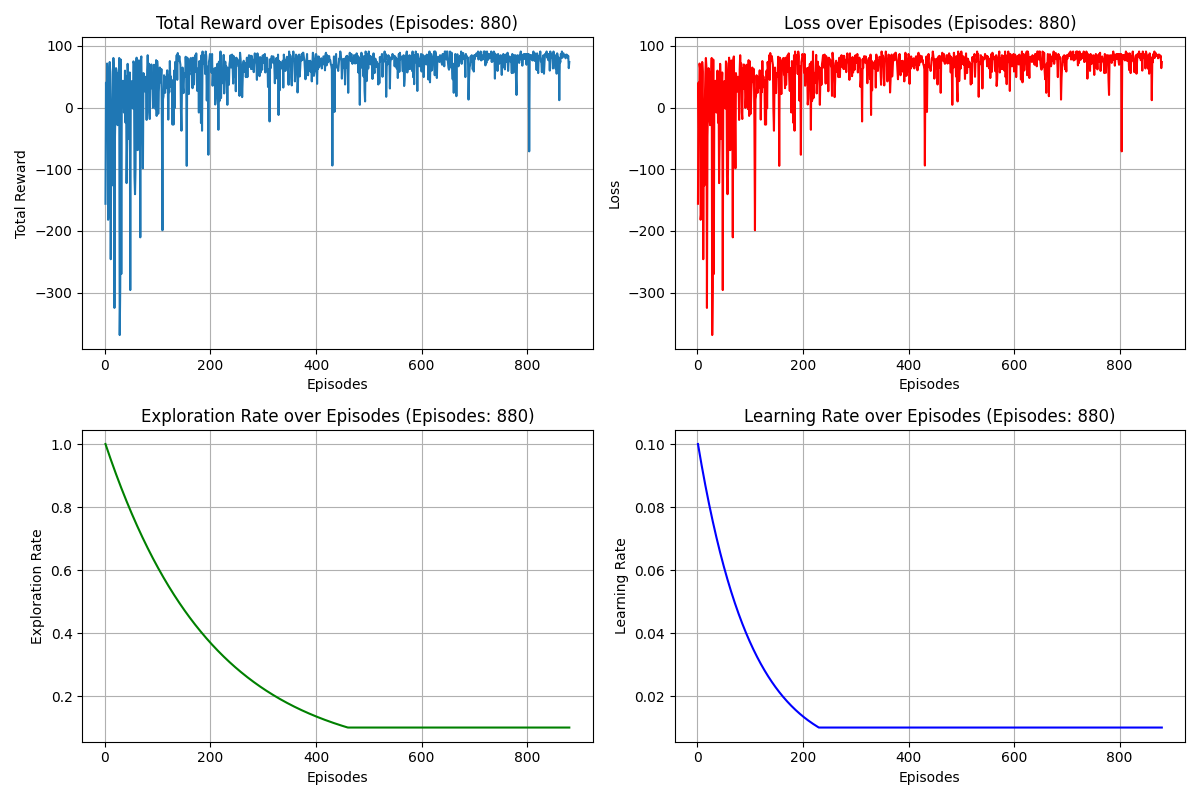 Total Reward over Episodes (Episodes: 880)
100
0
−100
−200
−300
Total Reward
0 200 400 600 800
Episodes
Loss over Episodes (Episodes: 880)
100
0
−100
−200
−300
Loss
0 200 400 600 800
Episodes
Exploration Rate over Episodes (Episodes: 880)
1.0
0.8
0.6
0.4
0.2
Exploration Rate
0 200 400 600 800
Episodes
Learning Rate over Episodes (Episodes: 880)
0.10
0.08
0.06
0.04
0.02
Learning Rate
0 200 400 600 800
Episodes